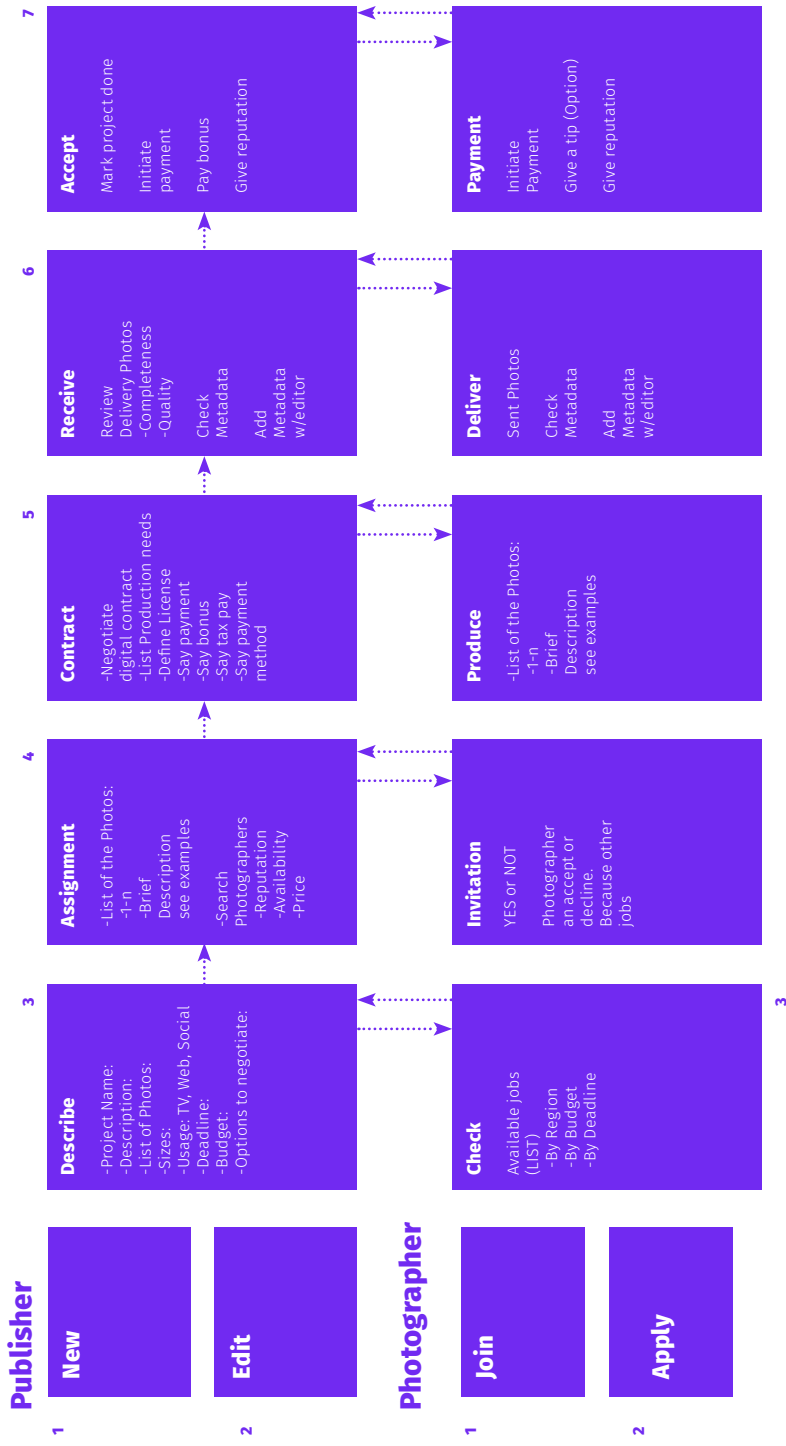 Publisher
1
New
2
Edit
3
Describe
-Project Name:
-Description:
-List of Photos:
-Sizes:
-Usage: TV, Web, Social
-Deadline:
-Budget:
-Options to negotiate:
4
Assignment
-List of the Photos:
-1-n
-Brief
Description
see examples
-Search
Photographers
-Reputation
-Availability
-Price
5
Contract
-Negotiate
digital contract
-List Production needs
-Define License
-Say payment
-Say bonus
-Say tax pay
-Say payment
method
6
Receive
Review
Delivery Photos
-Completeness
-Quality
Check
Metadata
Add
Metadata
w/editor
7
Accept
Mark project done
Initiate
payment
Pay bonus
Give reputation
Photographer
1
Join
2
Apply
3
Check
Available jobs
(LIST)
-By Region
-By Budget
-By Deadline
Invitation
YES or NOT
Photographer
an accept or
decline.
Because other
jobs
Produce
-List of the Photos:
-1-n
-Brief
Description
see examples
Deliver
Sent Photos
Check
Metadata
Add
Metadata
w/editor
Payment
Initiate
Payment
Give a tip (Option)
Give reputation